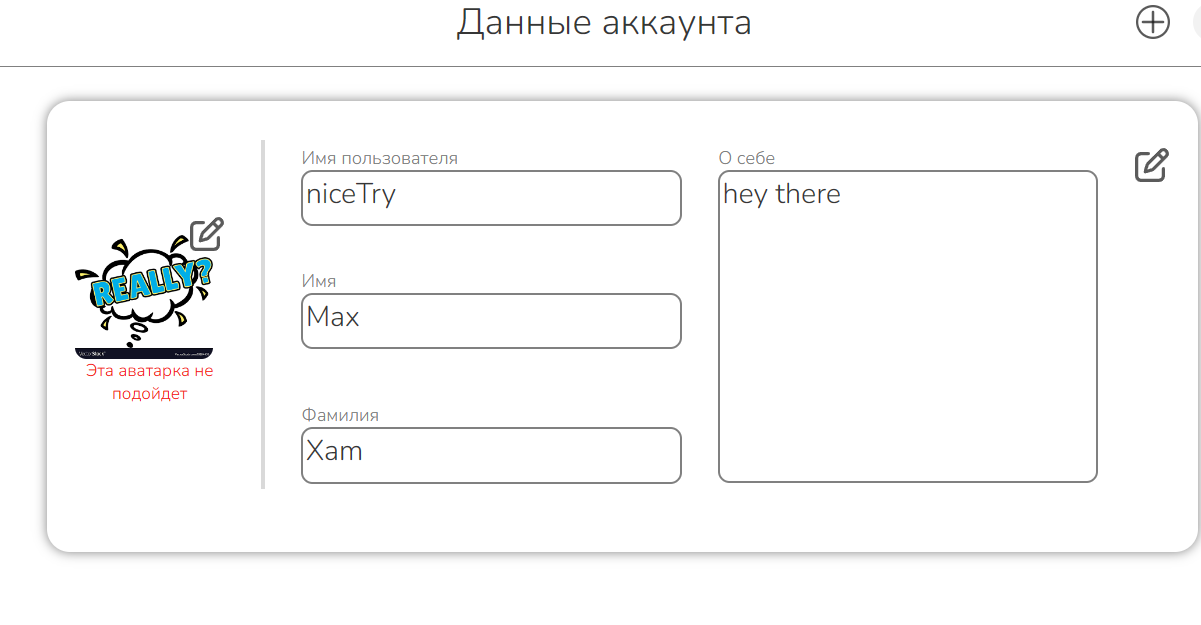 Данные аккаунта
Имя пользователя
niceTry
О себе
hey there
REALLY?
VectorStock
Эта аватарка не
подойдет
Имя
Max
Фамилия
Xam